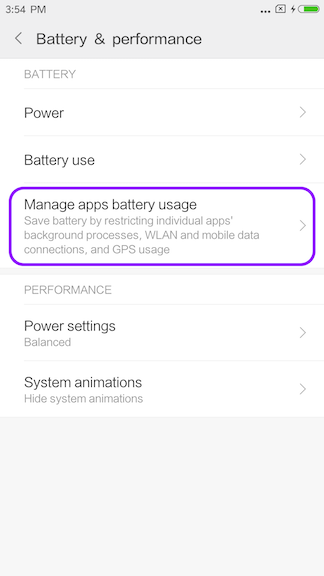 3:54 PM
Battery & performance
BATTERY
Power
Battery use
Manage apps battery usage
Save battery by restricting individual apps'
background processes, WLAN and mobile data
connections, and GPS usage
PERFORMANCE
Power settings
Balanced
System animations
Hide system animations